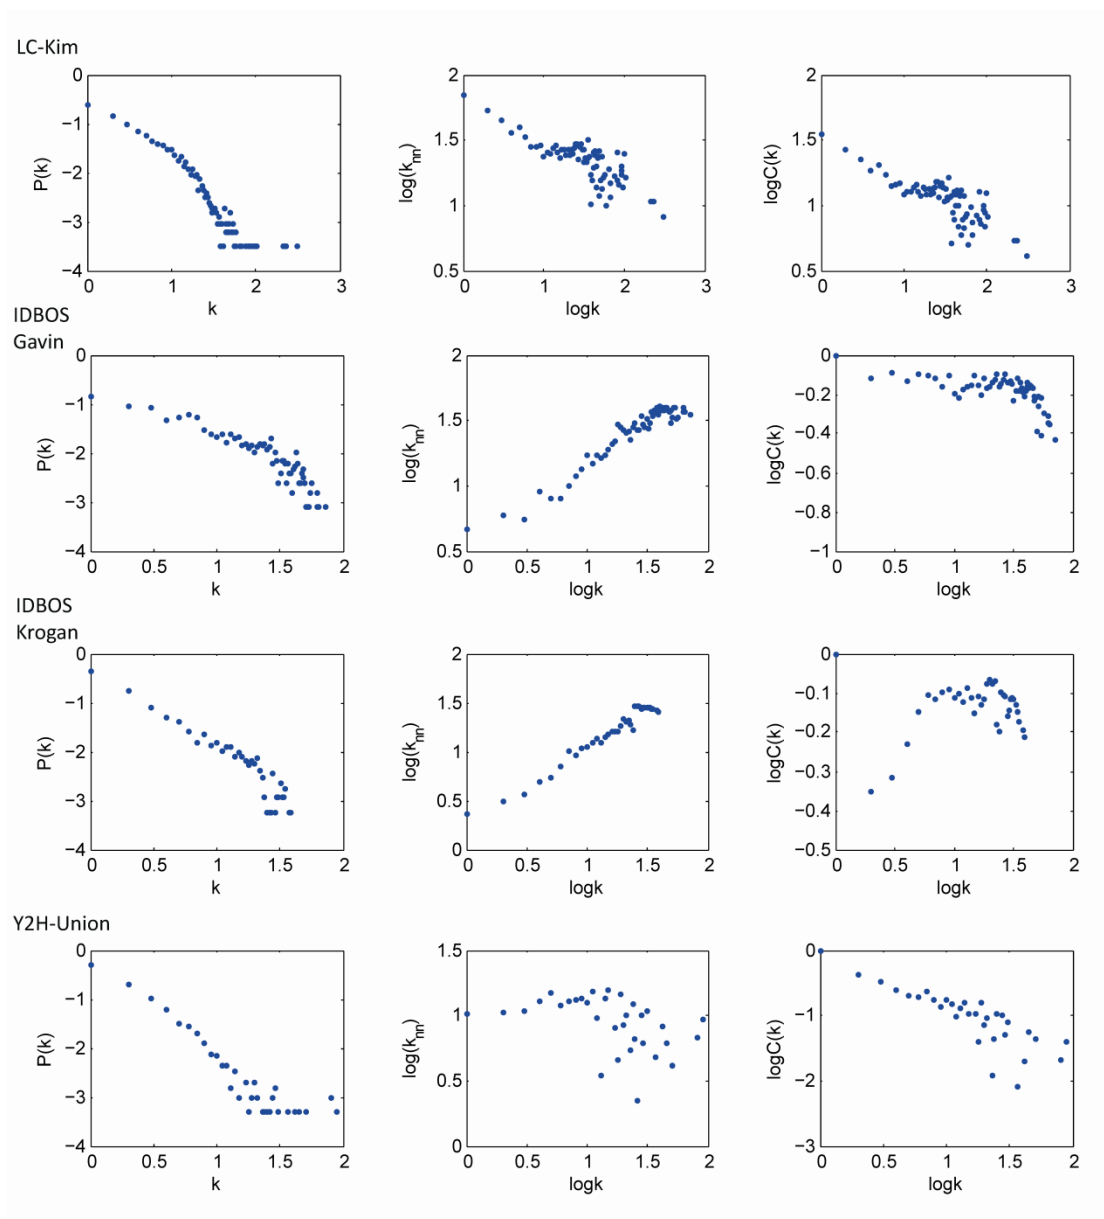 LC-Kim
0
−1
−2
−3
−4
P(k)
0 1 2 3
k
2
1.5
1
0.5
log(knn)
0 1 2 3
logk
2
1.5
1
0.5
logC(k)
0 1 2 3
logk
IDBOS
Gavin
0
−1
−2
−3
−4
P(k)
0 0.5 1 1.5 2
k
2
1.5
1
0.5
log(knn)
0 0.5 1 1.5 2
logk
0
−0.2
−0.4
−0.6
−0.8
−1
logC(k)
0 0.5 1 1.5 2
logk
IDBOS
Krogan
0
−1
−2
−3
−4
P(k)
0 0.5 1 1.5 2
k
2
1.5
1
0.5
0
log(knn)
0 0.5 1 1.5 2
logk
0
−0.1
−0.2
−0.3
−0.4
−0.5
logC(k)
0 0.5 1 1.5 2
logk
Y2H-Union
0
−1
−2
−3
−4
P(k)
0 0.5 1 1.5 2
k
1.5
1
0.5
0
log(knn)
0 0.5 1 1.5 2
logk
0
−1
−2
−3
logC(k)
0 0.5 1 1.5 2
logk